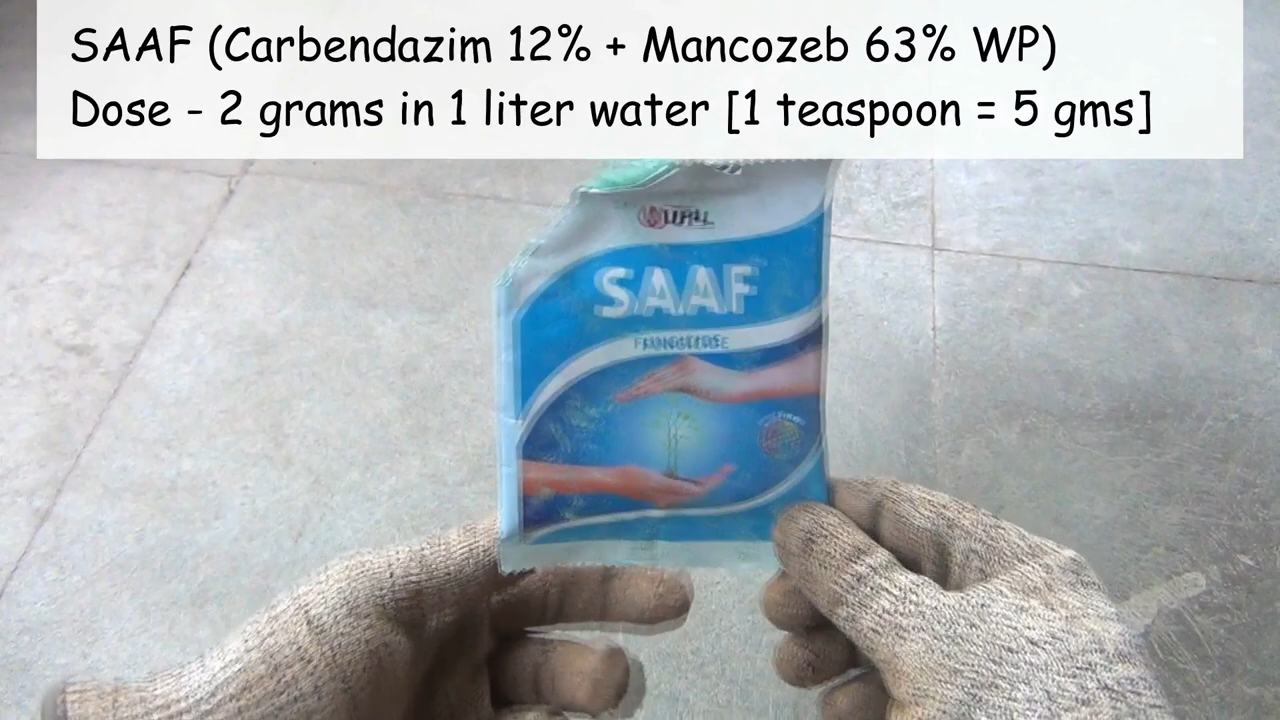 SAAF (Carbendazim 12% + Mancozeb 63% WP)
Dose - 2 grams in 1 liter water [1 teaspoon = 5 gms]
UPL
SAAF
FUNGICIDE